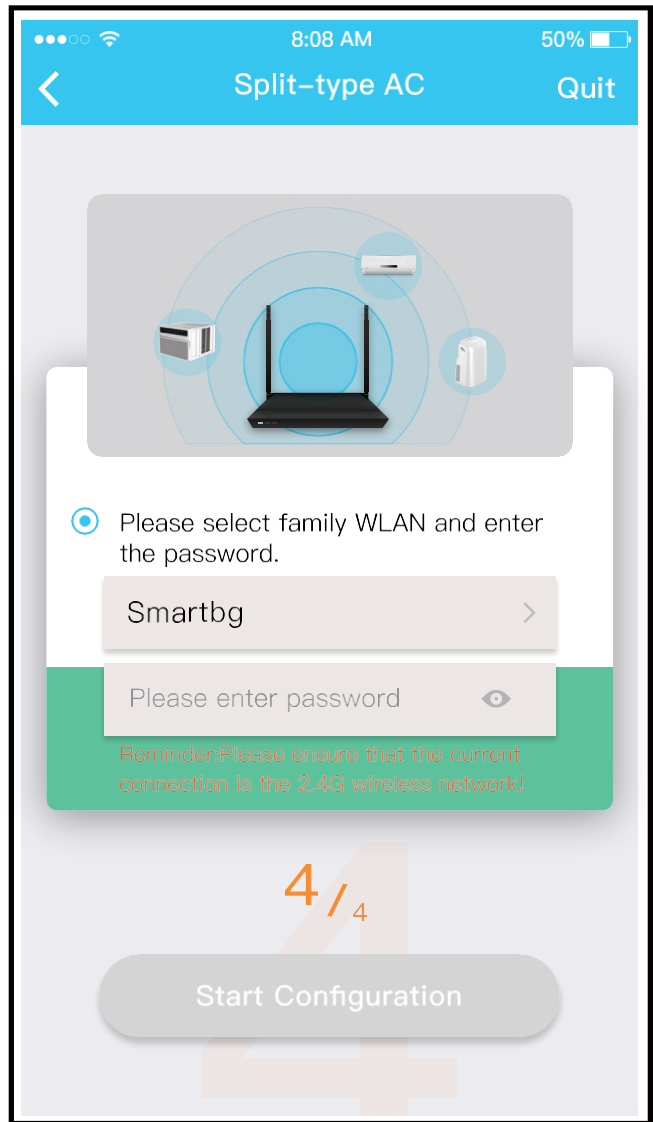 8:08 AM
50%
Split-type AC
Quit
Please select family WLAN and enter
the password.
Smartbg
Please enter password
Reminder:Please ensure that the current
connection is the 2.4G wireless network!
4/4
4
Start Configuration